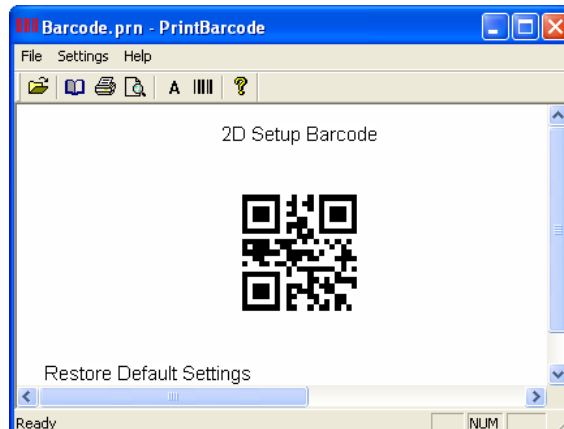 Barcode.prn - PrintBarcode
File Settings Help
A
2D Setup Barcode
Restore Default Settings
Ready NUM